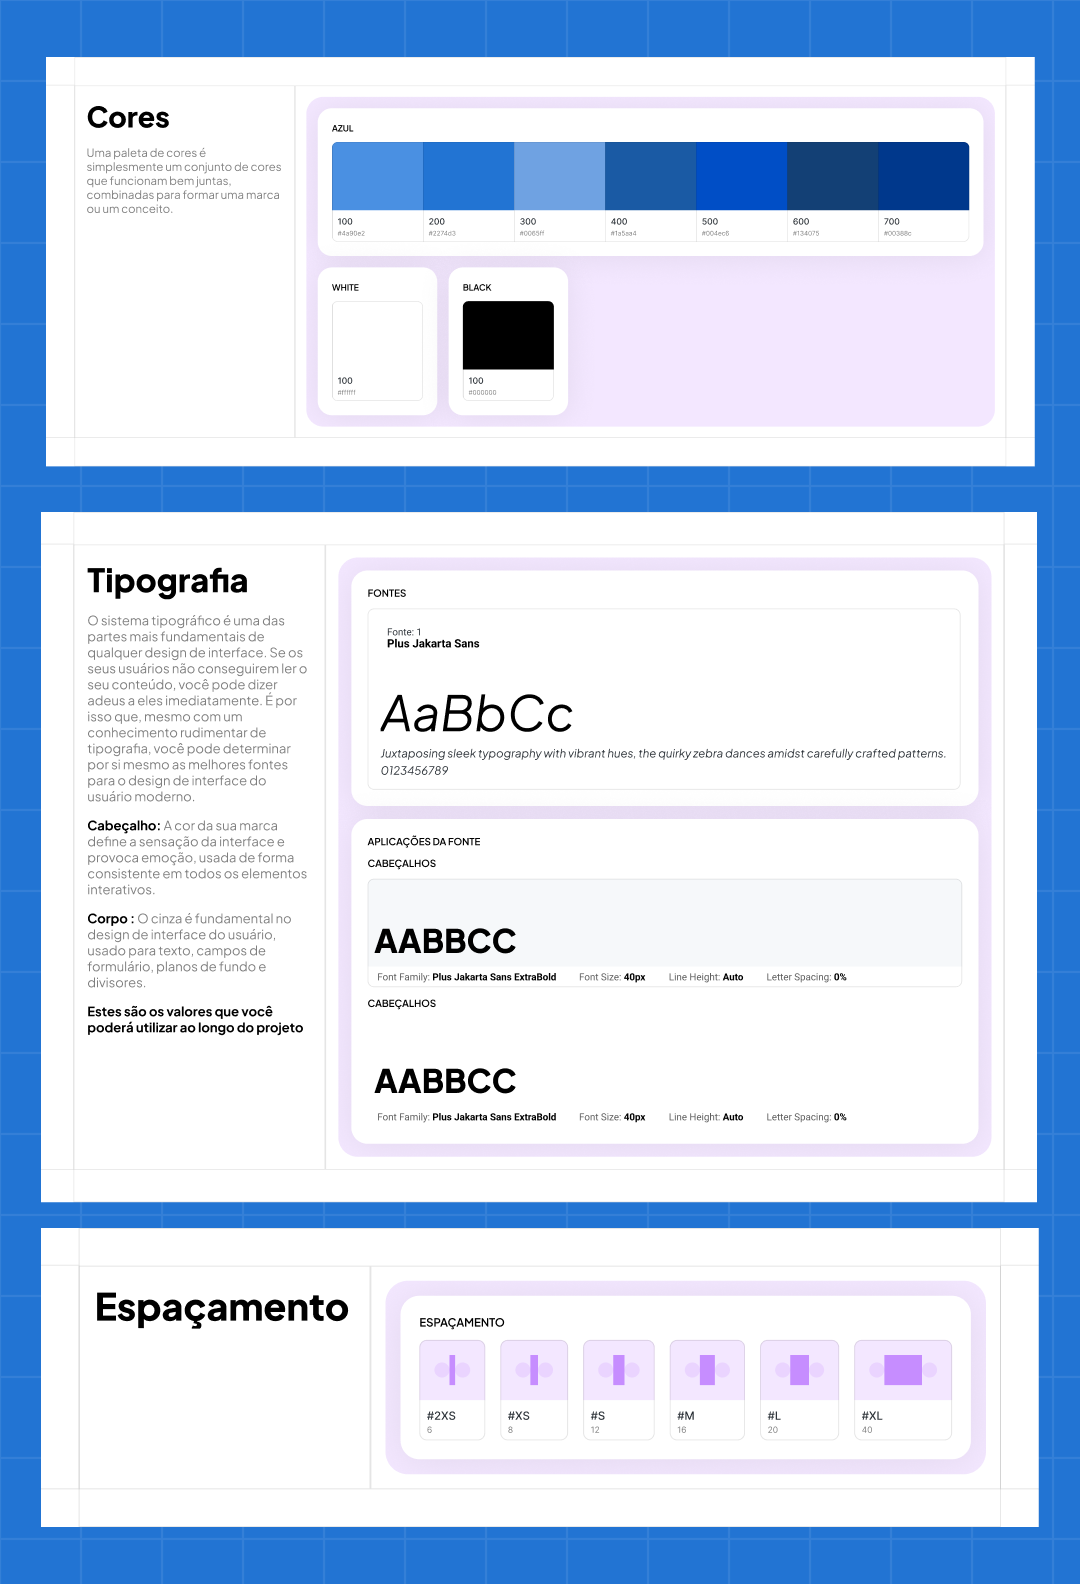 Cores
Uma paleta de cores é
simplesmente um conjunto de cores
que funcionam bem juntas,
combinadas para formar uma marca
ou um conceito.
AZUL
100
200
300
400
500
600
700
#4a90e2
#2274d3
#0065ff
#1a5aa4
#004ec6
#134075
#00388c
WHITE
BLACK
100
100
#ffffff
#000000
Tipografia
O sistema tipográfico é uma das
partes mais fundamentais de
qualquer design de interface. Se os
seus usuários não conseguirem ler o
seu conteúdo, você pode dizer
adeus a eles imediatamente. É por
isso que, mesmo com um
conhecimento rudimentar de
tipografia, você pode determinar
por si mesmo as melhores fontes
para o design de interface do
usuário moderno.
Cabeçalho: A cor da sua marca
define a sensação da interface e
provoca emoção, usada de forma
consistente em todos os elementos
interativos.
Corpo : O cinza é fundamental no
design de interface do usuário,
usado para texto, campos de
formulário, planos de fundo e
divisores.
Estes são os valores que você
poderá utilizar ao longo do projeto
FONTES
Fonte: 1
Plus Jakarta Sans
AaBbCc
Juxtaposing sleek typography with vibrant hues, the quirky zebra dances amidst carefully crafted patterns.
0123456789
APLICAÇÕES DA FONTE
CABEÇALHOS
AABBCC
Font Family: Plus Jakarta Sans ExtraBold Font Size: 40px Line Height: Auto Letter Spacing: 0%
CABEÇALHOS
AABBCC
Font Family: Plus Jakarta Sans ExtraBold Font Size: 40px Line Height: Auto Letter Spacing: 0%
Espaçamento
ESPAÇAMENTO
#2XS
#XS
#S
#M
#L
#XL
6
8
12
16
20
40